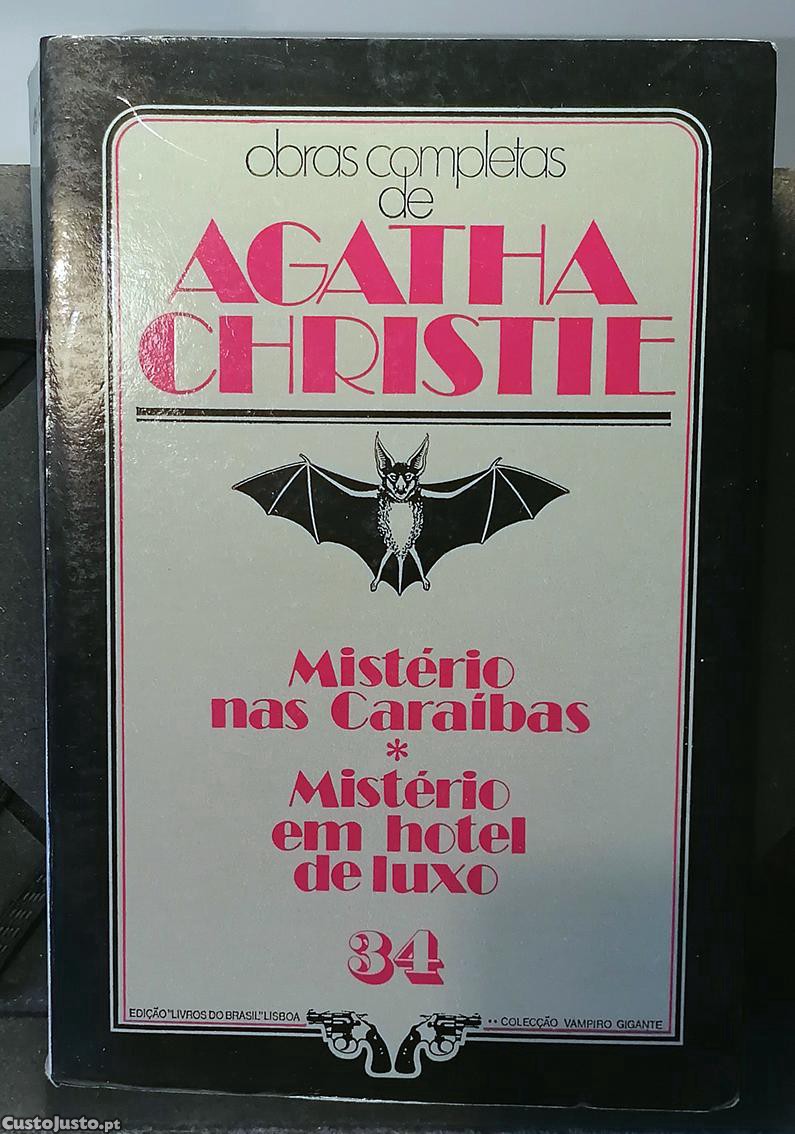 obras completas
de
AGATHA
CHRISTIE
Mistério
nas Caraíbas
*
Mistério
em hotel
de luxo
34
EDIÇÃO "LIVROS DO BRASIL" LISBOA
•• COLECÇÃO VAMPIRO GIGANTE
CustoJusto.pt